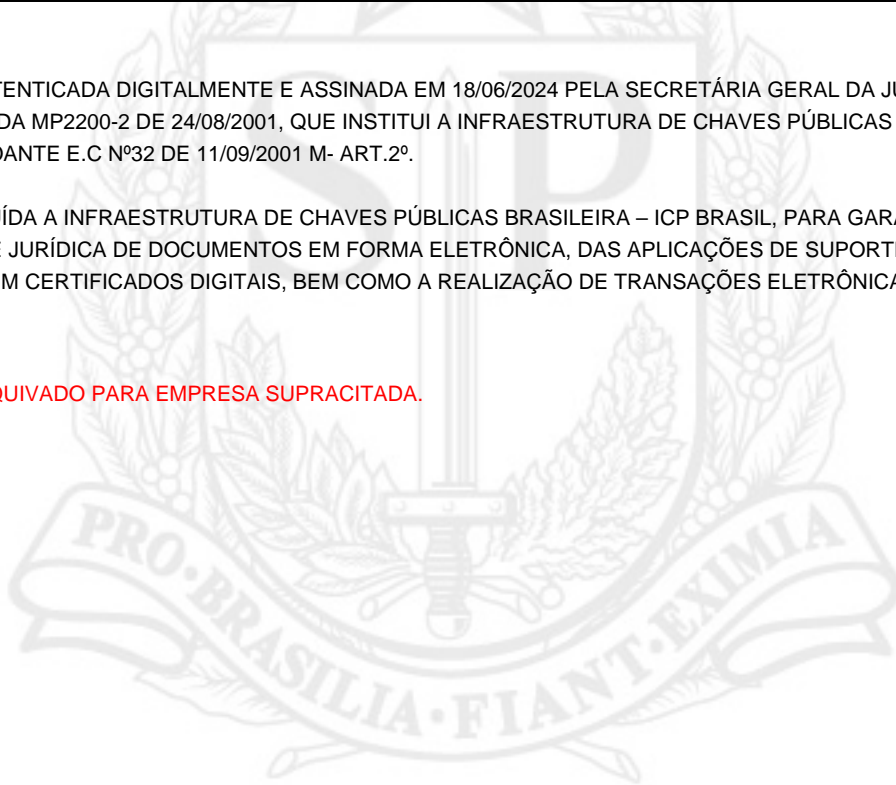 TENTICADA DIGITALMENTE E ASSINADA EM 18/06/2024 PELA SECRETÁRIA GERAL DA JU
DA MP2200-2 DE 24/08/2001, QUE INSTITUI A INFRAESTRUTURA DE CHAVES PÚBLICAS
DANTE E.C Nº32 DE 11/09/2001 M- ART.2º.
ÍDA A INFRAESTRUTURA DE CHAVES PÚBLICAS BRASILEIRA – ICP BRASIL, PARA GARA
E JURÍDICA DE DOCUMENTOS EM FORMA ELETRÔNICA, DAS APLICAÇÕES DE SUPORTE
M CERTIFICADOS DIGITAIS, BEM COMO A REALIZAÇÃO DE TRANSAÇÕES ELETRÔNICA
QUIVADO PARA EMPRESA SUPRACITADA.
SP
PRO·BRASILIA·FIANT·EXIMIA